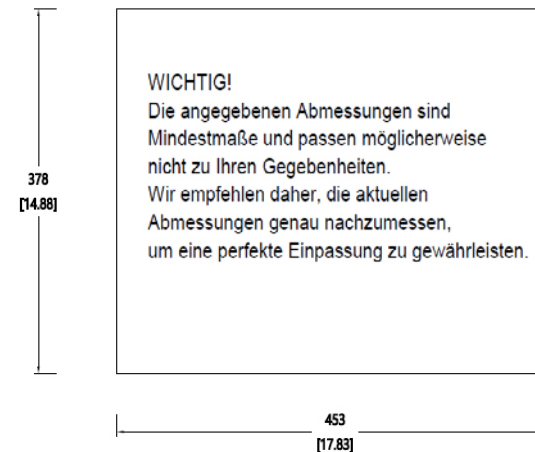 WICHTIG!
Die angegebenen Abmessungen sind
Mindestmaße und passen möglicherweise
nicht zu Ihren Gegebenheiten.
Wir empfehlen daher, die aktuellen
Abmessungen genau nachzumessen,
um eine perfekte Einpassung zu gewährleisten.
378
[14.88]
453
[17.83]